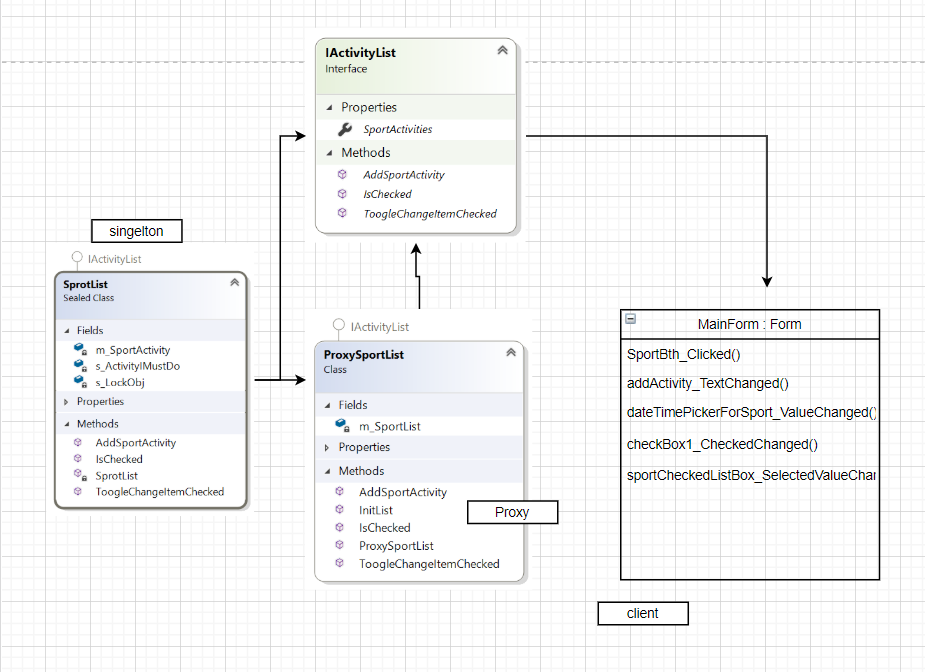 IActivityList
Interface
Properties
SportActivities
Methods
AddSportActivity
IsChecked
ToogleChangeItemChecked
singelton
IActivityList
SprotList
Sealed Class
Fields
m_SportActivity
s_ActivityIMustDo
s_LockObj
Properties
Methods
AddSportActivity
IsChecked
SprotList
ToogleChangeItemChecked
IActivityList
ProxySportList
Class
Fields
m_SportList
Properties
Methods
AddSportActivity
InitList
IsChecked
ProxySportList
ToogleChangeItemChecked
Proxy
MainForm : Form
SportBth_Clicked()
addActivity_TextChanged()
dateTimePickerForSport_ValueChanged()
checkBox1_CheckedChanged()
sportCheckedListBox_SelectedValueChan
client